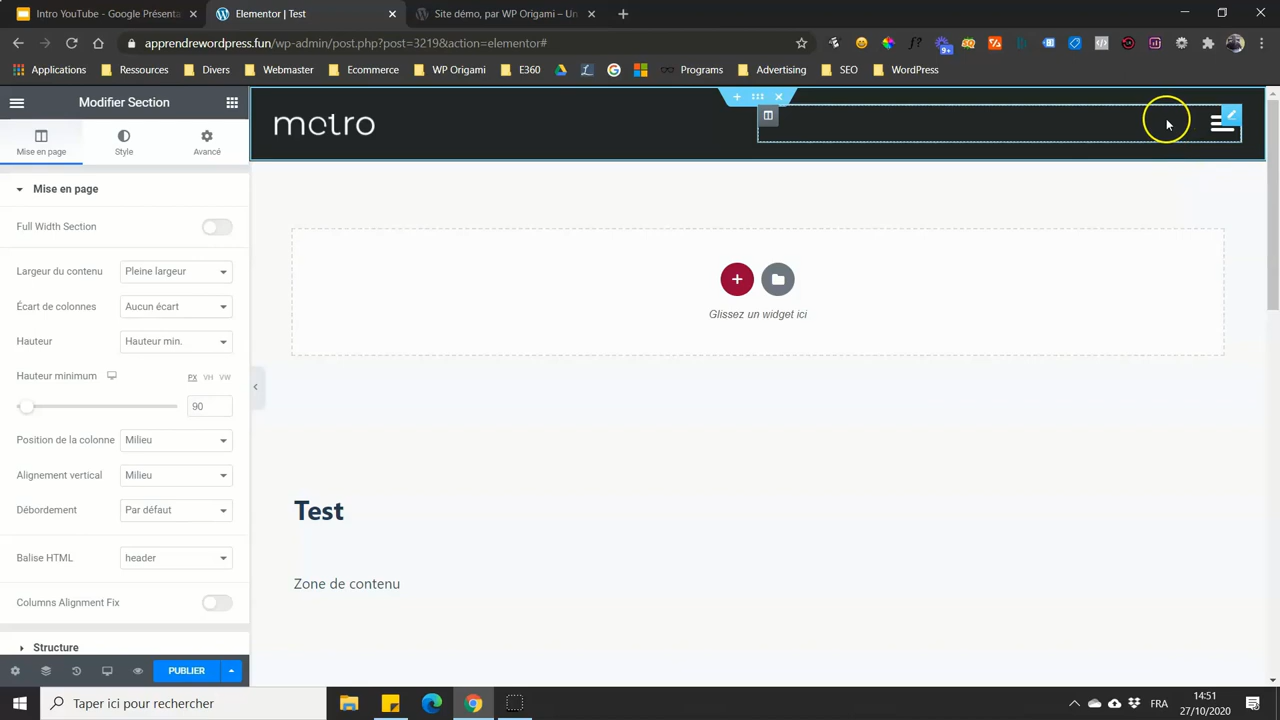 Intro YouTube - Google Présenta
Elementor | Test
Site démo, par WP Origami – Un
apprendrewordpress.fun/wp-admin/post.php?post=3219&action=elementor#
Applications
Resources
Divers
Webmaster
Ecommerce
WP Origami
E360
Programs
Advertising
SEO
WordPress
Modifier Section
metro
Mise en page
Style
Avancé
Mise en page
Full Width Section
Largeur du contenu
Pleine largeur
Écart de colonnes
Aucun écart
Glissez un widget ici
Hauteur
Hauteur min.
Hauteur minimum
PX VH VW
90
Position de la colonne
Milieu
Alignement vertical
Milieu
Débordement
Par défaut
Test
Balise HTML
header
Zone de contenu
Columns Alignment Fix
Structure
PUBLIER
Taper ici pour rechercher
FRA
14:51
27/10/2020